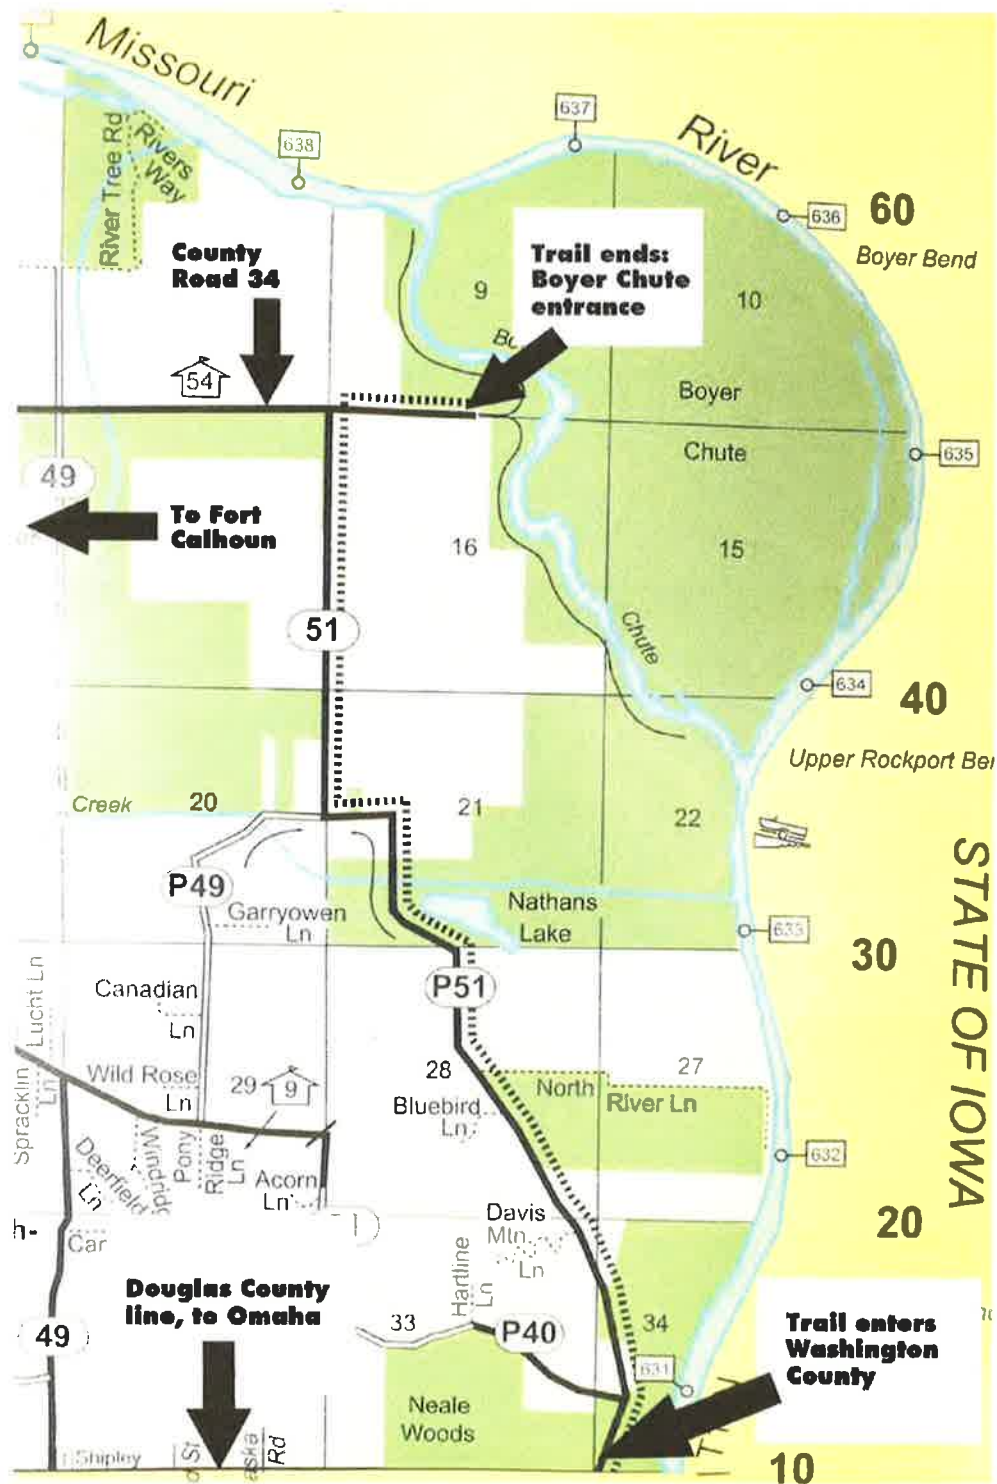 Missouri
River
637
638
636
60
Boyer Bend
River Tree Rd
Rivers
Way
County
Road 34
Trail ends:
Boyer Chute
entrance
9
10
54
Boyer
Chute
635
49
To Fort
Calhoun
16
15
51
Chute
634
40
Upper Rockport
Creek
20
21
22
P49
Garryowen
Ln
Nathans
Lake
633
30
STATE OF IOWA
Canadian
Ln
P51
Lucht Ln
Spracklin
Ln
Wild Rose
Ln
29
9
28
27
North
River Ln
Bluebird
Ln
632
Deerfield
Ln
Pony
Ridge
Ln
Acorn
Ln
Davis
Mtn
Ln
20
h-
Car
Hartline
Ln
Douglas County
line, to Omaha
33
P40
34
49
Trail enters
Washington
County
631
Neale
Woods
Shipley
St
aska
Rd
10